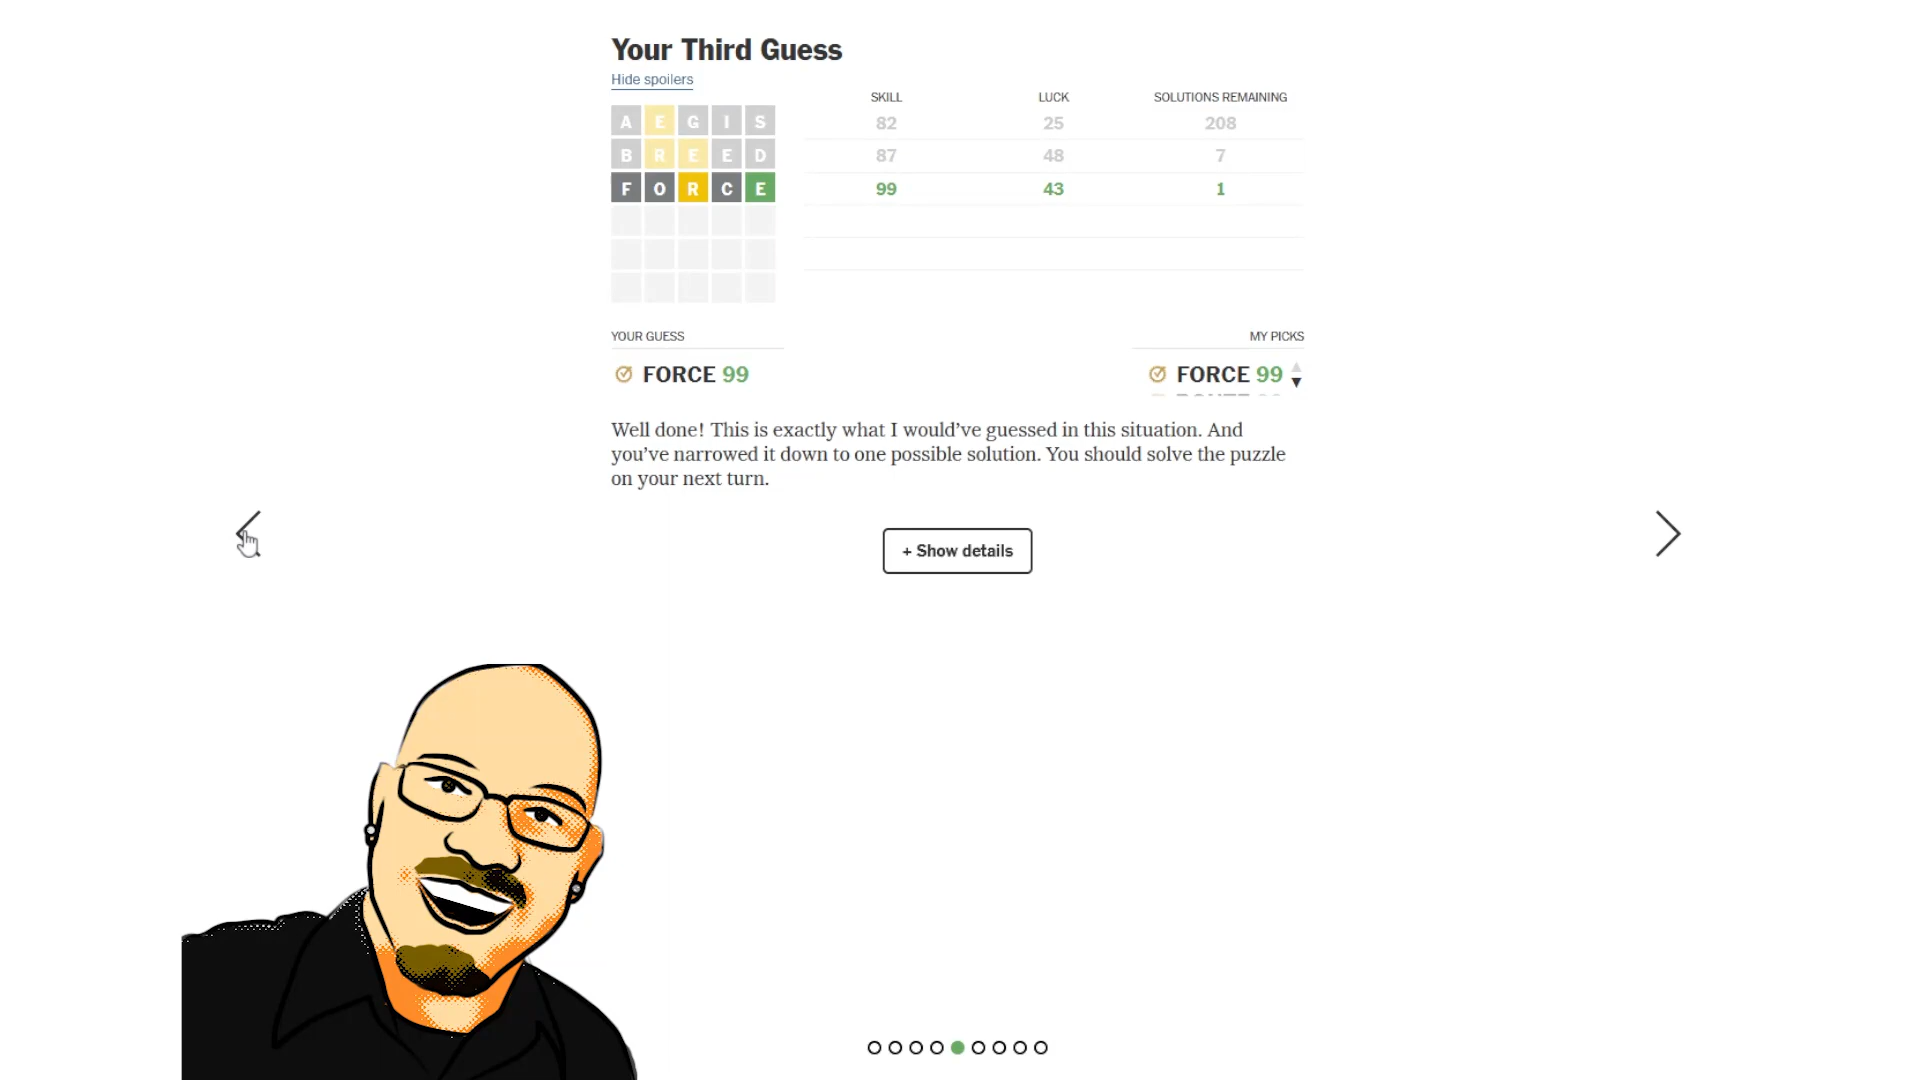 Your Third Guess
Hide spoilers
SKILL LUCK SOLUTIONS REMAINING
A E G I S 82 25 208
B R E E D 87 48 7
F O R C E 99 43 1
YOUR GUESS MY PICKS
FORCE 99 FORCE 99
Well done! This is exactly what I would’ve guessed in this situation. And
you’ve narrowed it down to one possible solution. You should solve the puzzle
on your next turn.
+ Show details